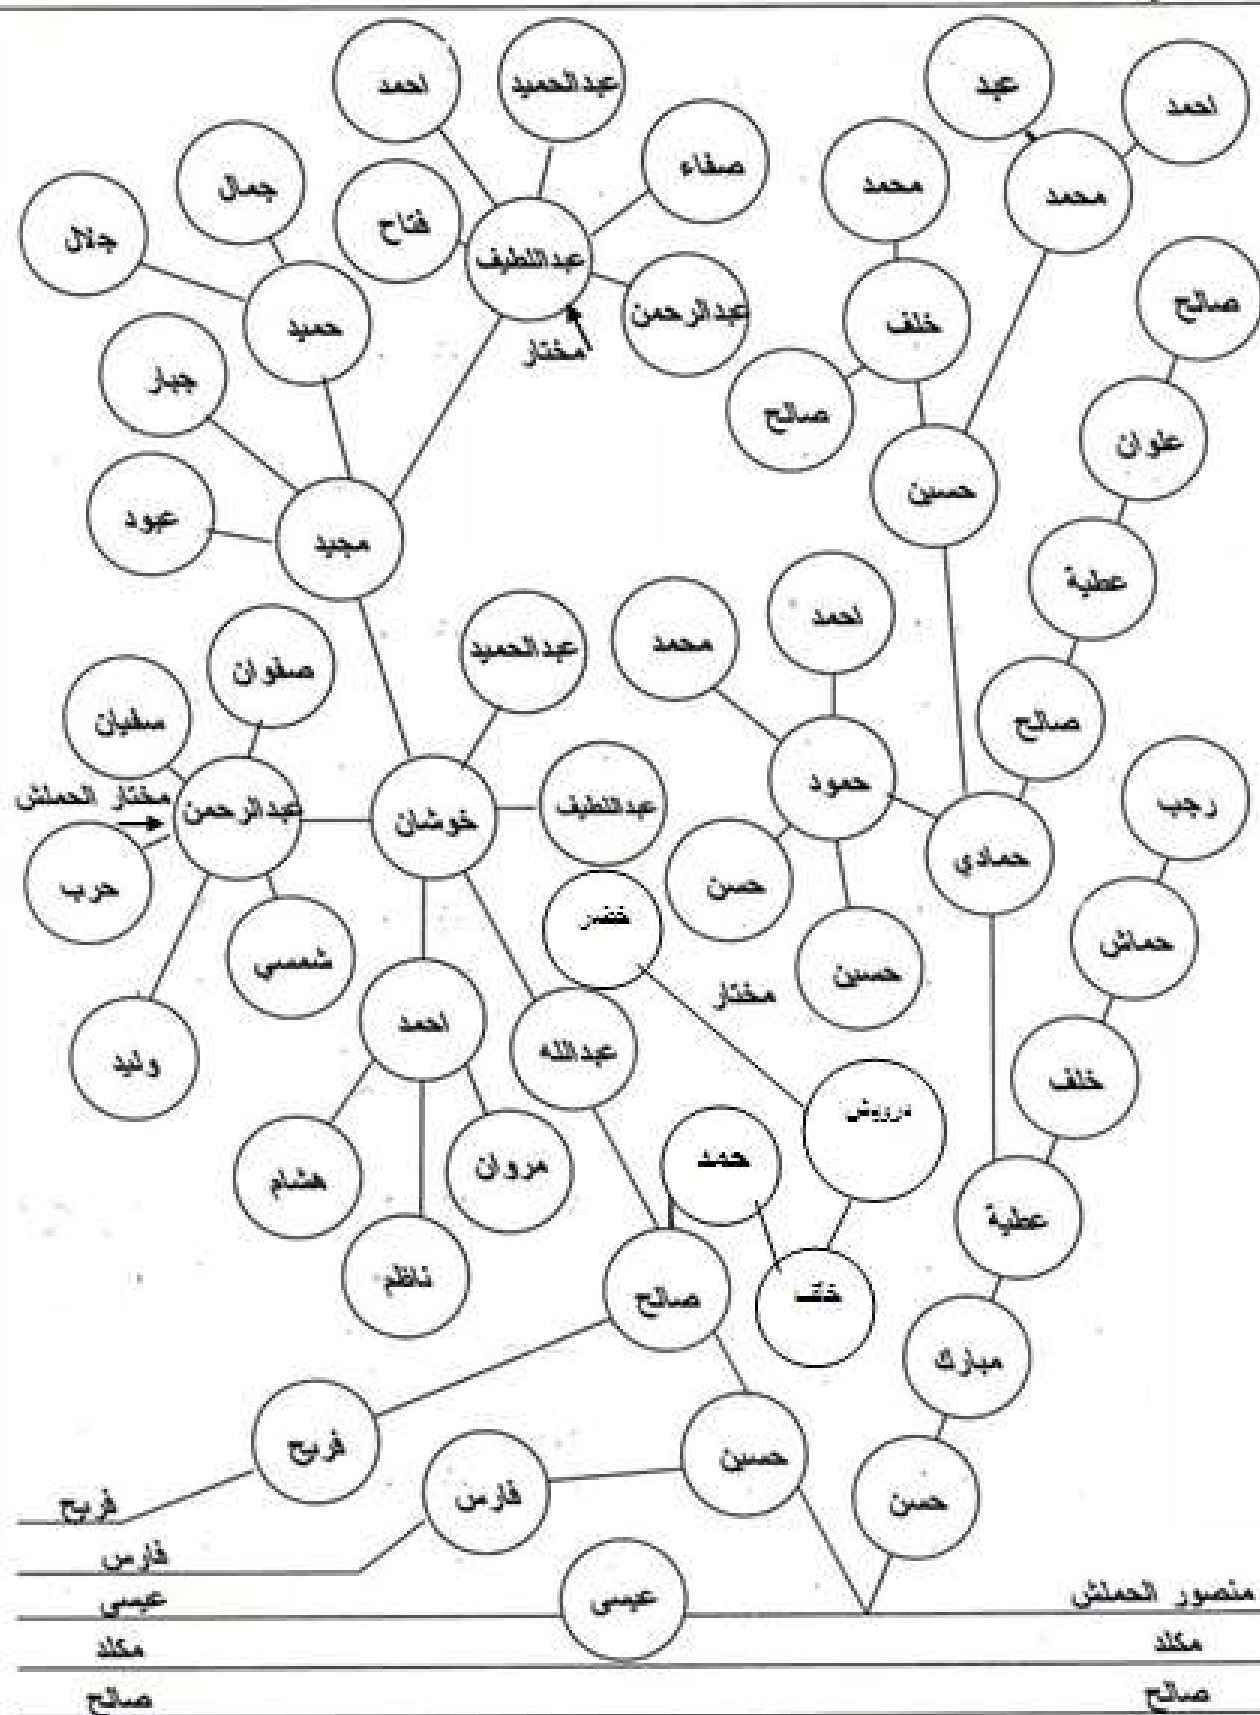 احمد
عبدالحميد
عبد
احمد
صفاء
محمد
محمد
جمال
فتاح
جلال
عبداللطيف
عبدالرحمن
صالح
حميد
خلف
مختار
جبار
صالح
علوان
حسين
عبود
مجيد
عطية
احمد
محمد
عبدالحميد
صفوان
سفيان
صالح
حمود
مختار الحملش
عبدالرحمن
خوشان
عبداللطيف
رجب
حمادي
حرب
حسن
خضر
شمسي
حسين
مختار
حماش
احمد
عبدالله
وليد
خلف
درويش
حمد
مروان
هشام
عطية
ناظم
صالح
خلف
مبارك
فريح
حسين
فارس
حسن
فريح
فارس
عيسى
عيسى
منصور الحملش
مكلد
مكلد
صالح
صالح